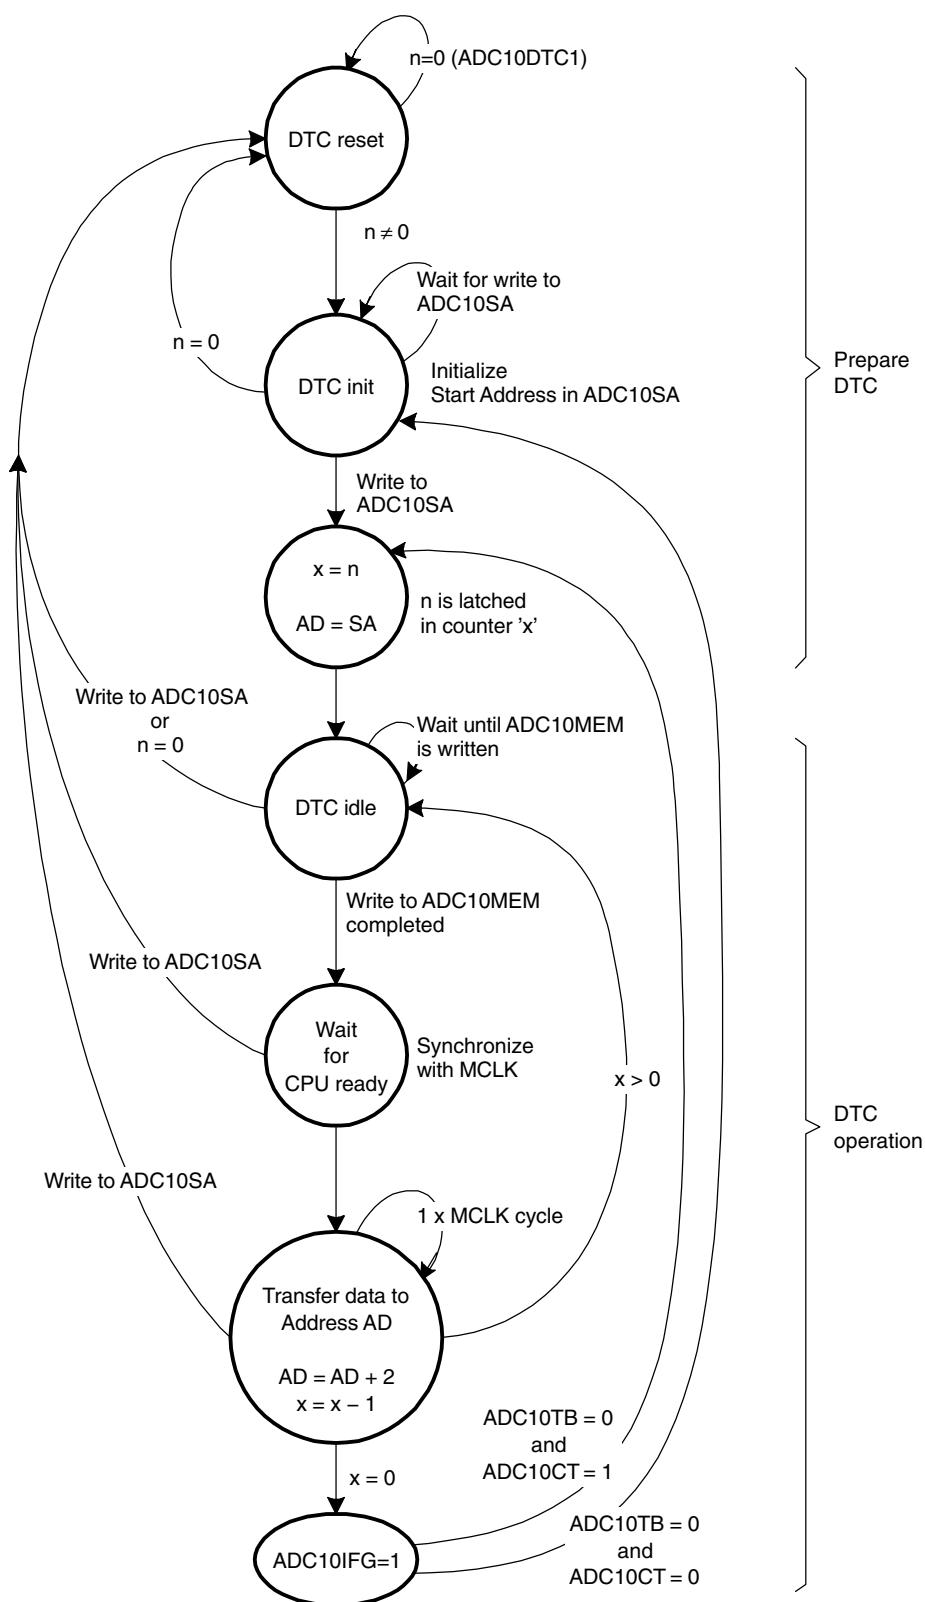 n=0 (ADC10DTC1)
DTC reset
n ≠ 0
Wait for write to
ADC10SA
n = 0
DTC init
Initialize
Start Address in ADC10SA
Prepare
DTC
Write to
ADC10SA
x = n
AD = SA
n is latched
in counter ’x’
Write to ADC10SA
or
n = 0
Wait until ADC10MEM
is written
DTC idle
Write to ADC10MEM
completed
Write to ADC10SA
Wait
for
CPU ready
Synchronize
with MCLK
x > 0
DTC
operation
Write to ADC10SA
1 x MCLK cycle
Transfer data to
Address AD
AD = AD + 2
x = x − 1
ADC10TB = 0
and
ADC10CT = 1
x = 0
ADC10IFG=1
ADC10TB = 0
and
ADC10CT = 0